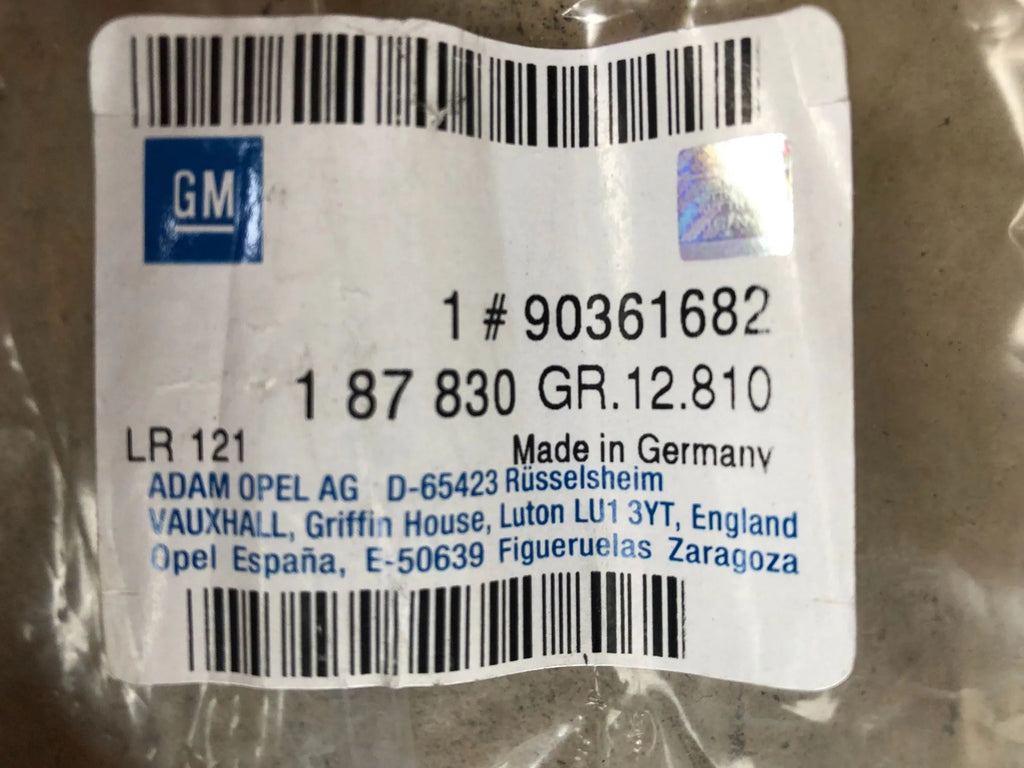 GM
1 # 90361682
1 87 830 GR.12.810
LR 121 Made in Germany
ADAM OPEL AG D-65423 Rüsselsheim
VAUXHALL, Griffin House, Luton LU1 3YT, England
Opel España, E-50639 Figueruelas Zaragoza